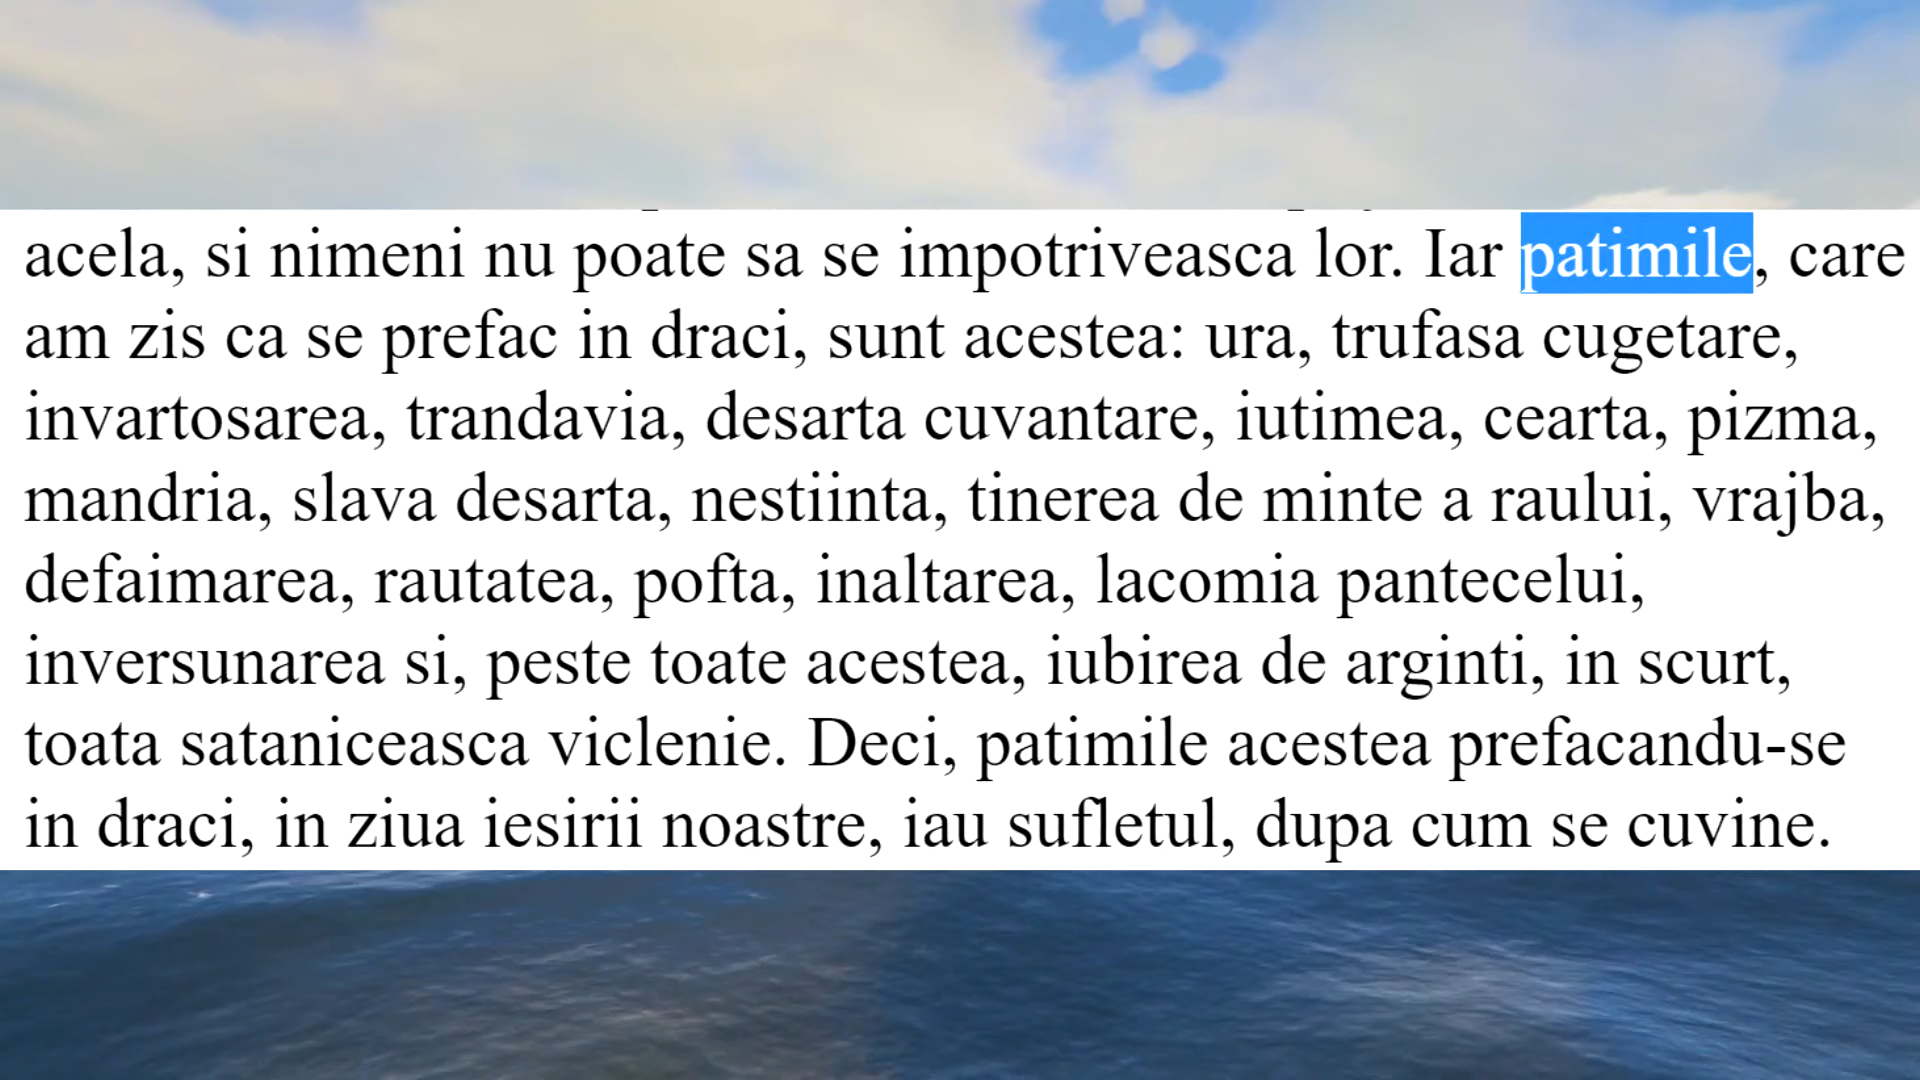 acela, si nimeni nu poate sa se impotriveasca lor. Iar patimile, care
am zis ca se prefac in draci, sunt acestea: ura, trufasa cugetare,
invartosarea, trandavia, desarta cuvantare, iutimea, cearta, pizma,
mandria, slava desarta, nestiinta, tinerea de minte a raului, vrajba,
defaimarea, rautatea, pofta, inaltarea, lacomia pantecelui,
inversunarea si, peste toate acestea, iubirea de arginti, in scurt,
toata sataniceasca viclenie. Deci, patimile acestea prefacandu-se
in draci, in ziua iesirii noastre, iau sufletul, dupa cum se cuvine.